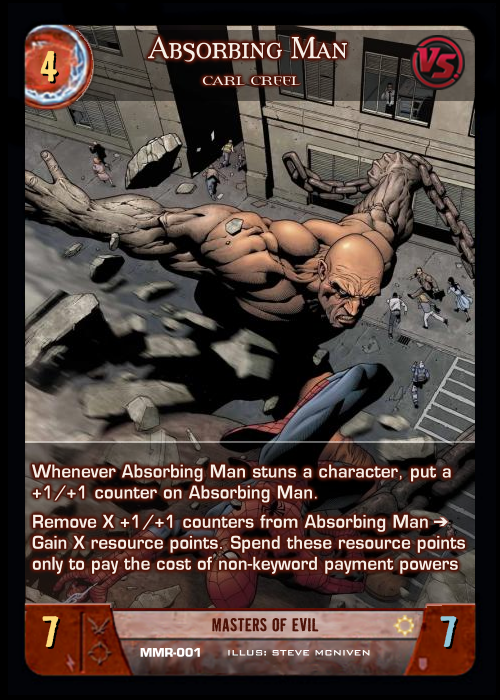 4
Absorbing Man
VS
CARL CREEL
Whenever Absorbing Man stuns a character, put a
+1/+1 counter on Absorbing Man.
Remove X +1/+1 counters from Absorbing Man ➔
Gain X resource points. Spend these resource points
only to pay the cost of non-keyword payment powers
7
MASTERS OF EVIL
7
MMR-001 ILLUS: STEVE MCNIVEN